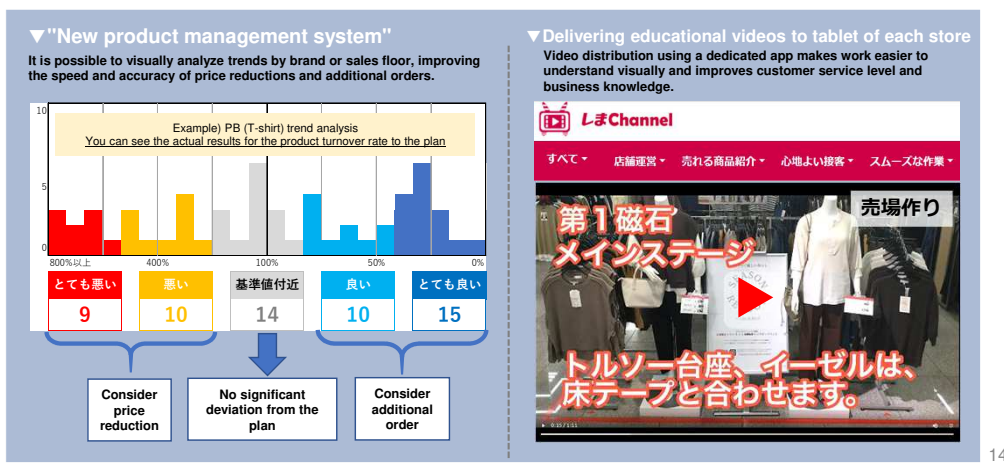 ▼"New product management system"
It is possible to visually analyze trends by brand or sales floor, improving
the speed and accuracy of price reductions and additional orders.
10
Example) PB (T-shirt) trend analysis
You can see the actual results for the product turnover rate to the plan
5
0
800%以上 400% 100% 50% 0%
とても悪い 悪い 基準値付近 良い とても良い
9 10 14 10 15
Consider
price
reduction
No significant
deviation from the
plan
Consider
additional
order
▼Delivering educational videos to tablet of each store
Video distribution using a dedicated app makes work easier to
understand visually and improves customer service level and
business knowledge.
しまChannel
すべて 店舗運営 売れる商品紹介 心地よい接客 スムーズな作業
売場作り
第1磁石
メインステージ
トルソー台座、イーゼルは、
床テープと合わせます。
0:15 / 1:11
14